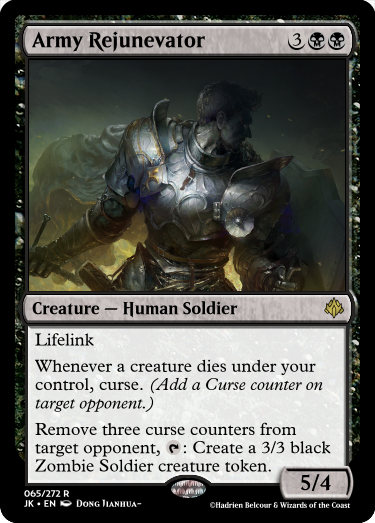 Army Rejunevator 3
Creature — Human Soldier
Lifelink
Whenever a creature dies under your
control, curse. (Add a Curse counter on
target opponent.)
Remove three curse counters from
target opponent, : Create a 3/3 black
Zombie Soldier creature token.
5/4
065/272 R
JK • EN Dong Jianhua~
©Hadrien Belcour & Wizards of the Coast